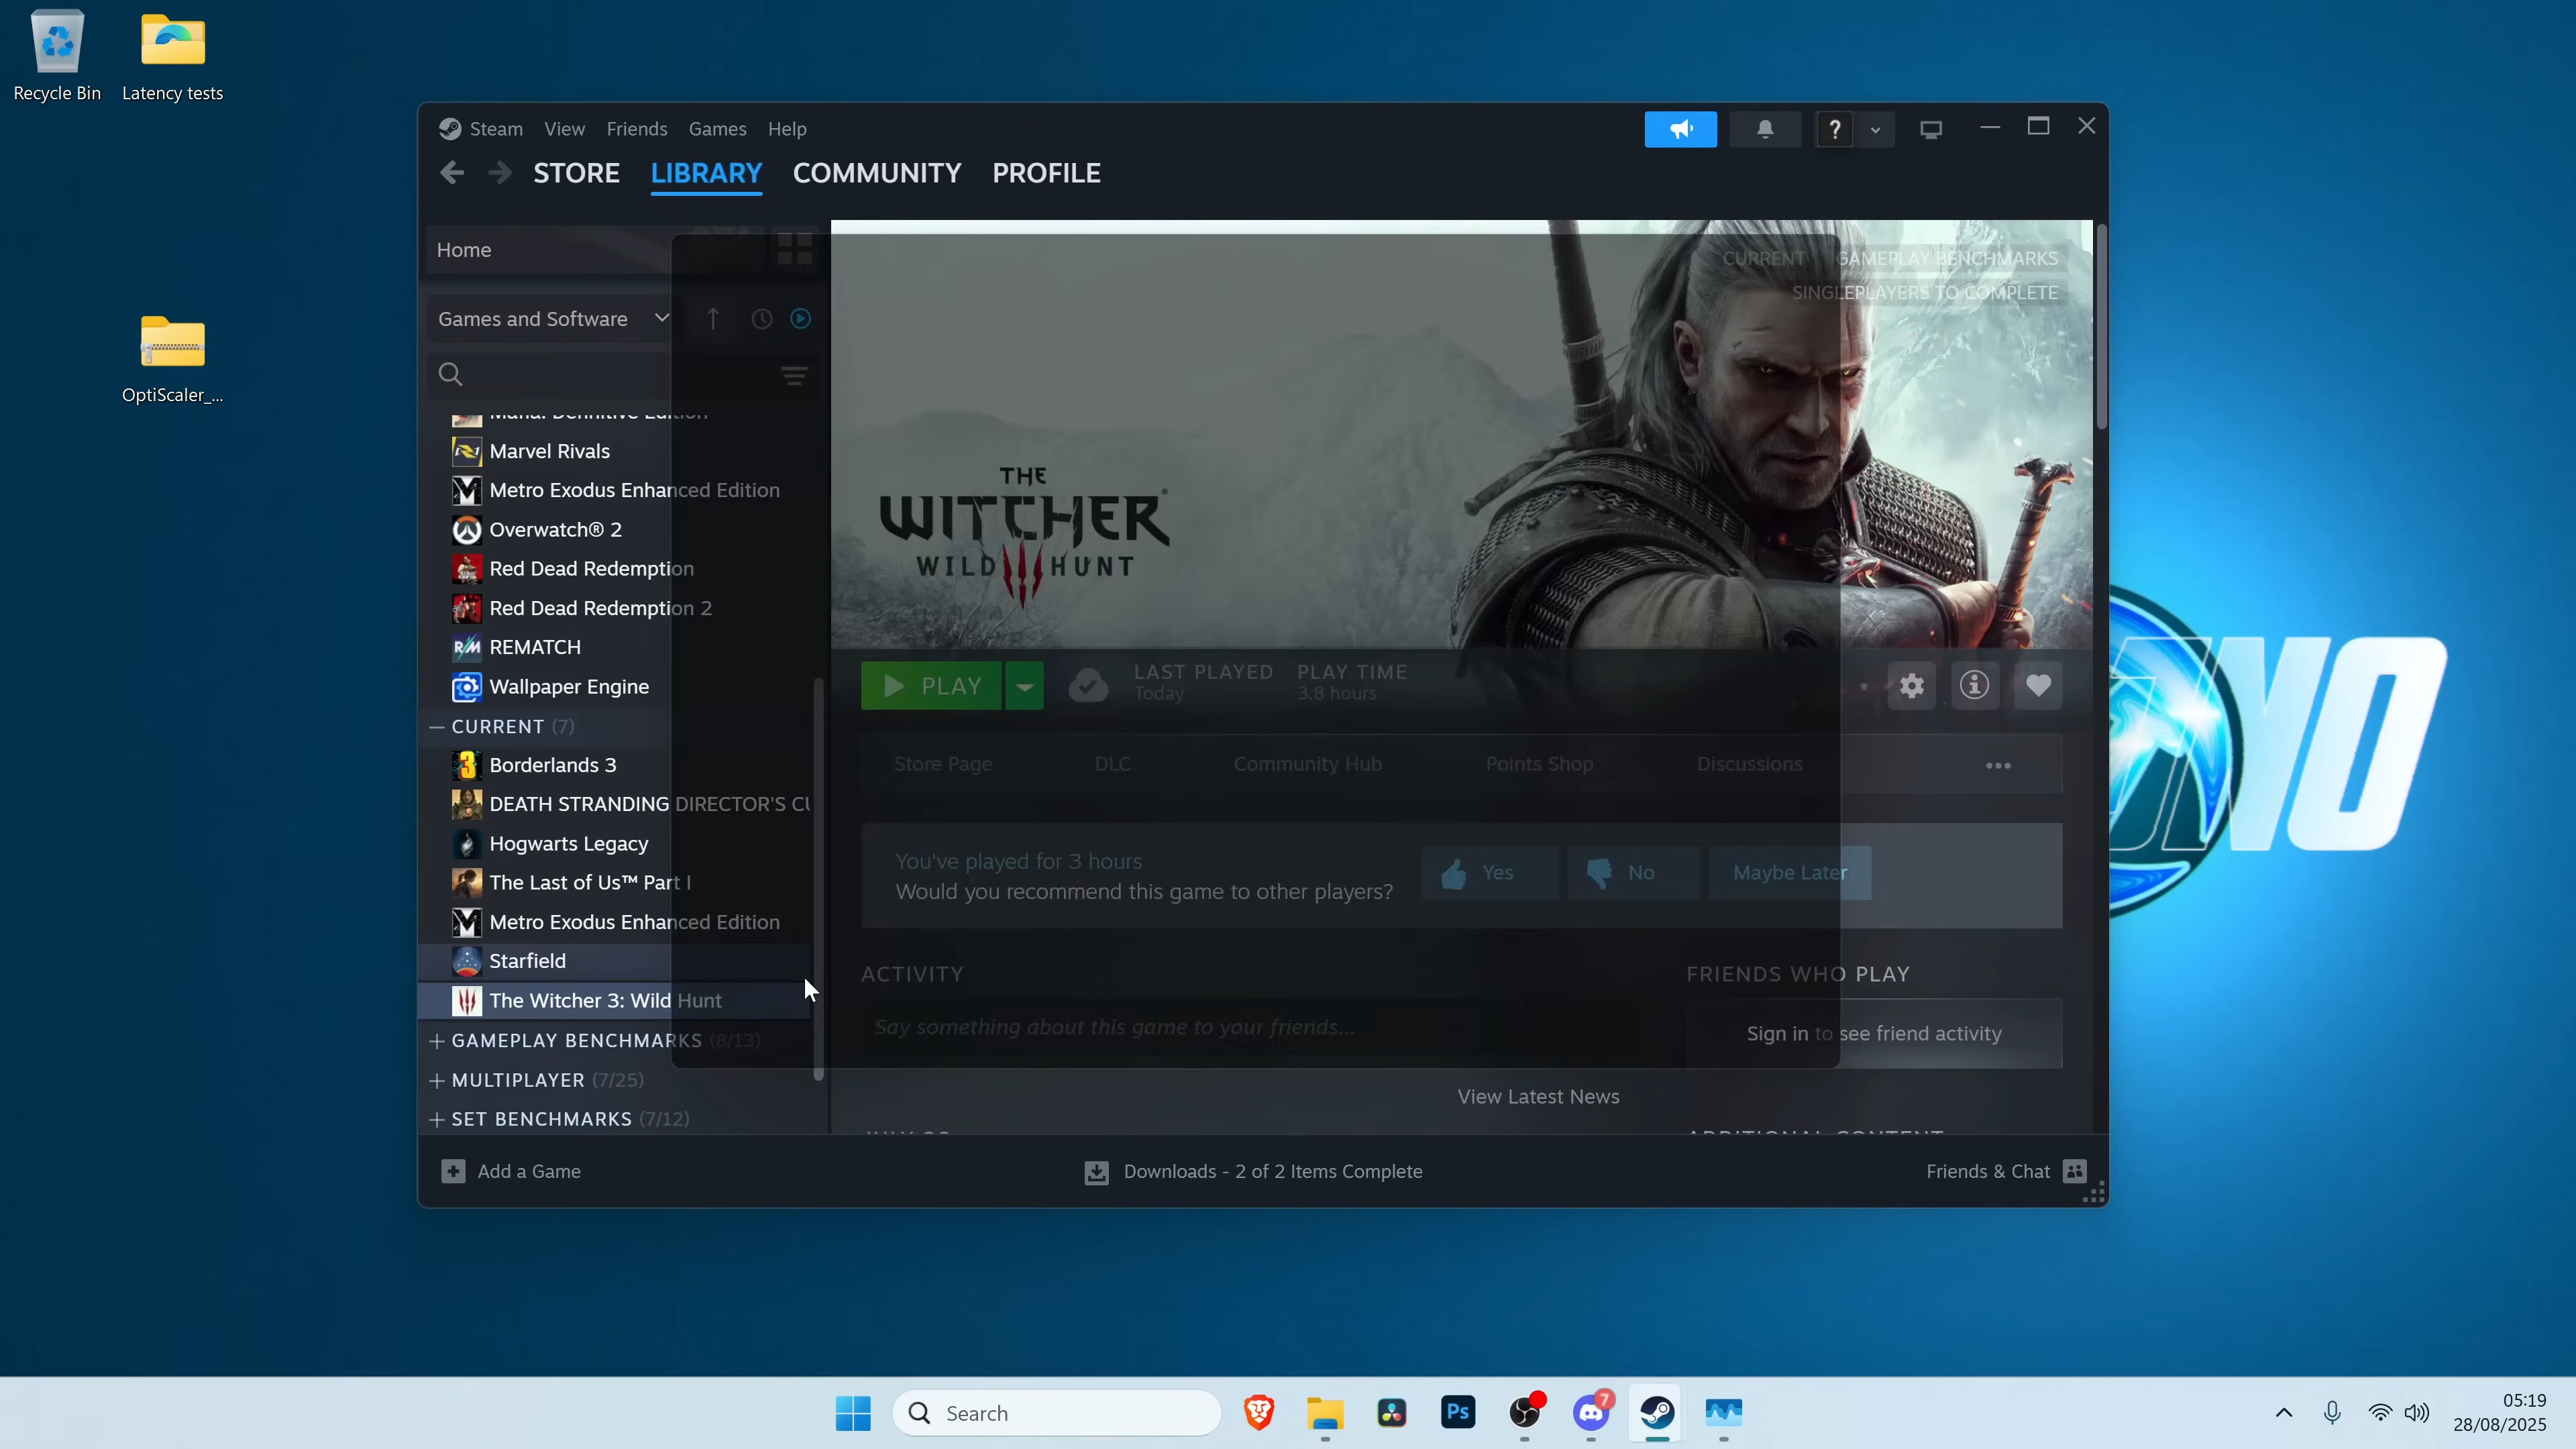 Recycle Bin
Latency tests
OptiScaler_...
Steam View Friends Games Help
?
STORE LIBRARY COMMUNITY PROFILE
Home
Games and Software
Mafia: Definitive Edition
Marvel Rivals
Metro Exodus Enhanced Edition
Overwatch® 2
Red Dead Redemption
Red Dead Redemption 2
REMATCH
Wallpaper Engine
CURRENT (7)
Borderlands 3
DEATH STRANDING DIRECTOR'S CU
Hogwarts Legacy
The Last of Us™ Part I
Metro Exodus Enhanced Edition
Starfield
The Witcher 3: Wild Hunt
GAMEPLAY BENCHMARKS (8/13)
MULTIPLAYER (7/25)
SET BENCHMARKS (7/12)
CURRENT GAMEPLAY BENCHMARKS
SINGLEPLAYERS TO COMPLETE
THE
WITCHER®
WILD HUNT
PLAY
LAST PLAYED
Today
PLAY TIME
3.8 hours
Store Page DLC Community Hub Points Shop Discussions
You've played for 3 hours
Would you recommend this game to other players?
Yes No Maybe Later
ACTIVITY
Say something about this game to your friends...
FRIENDS WHO PLAY
Sign in to see friend activity
View Latest News
ADDITIONAL CONTENT
Add a Game
Downloads - 2 of 2 Items Complete
Friends & Chat
Search
Ps
7
05:19
28/08/2025